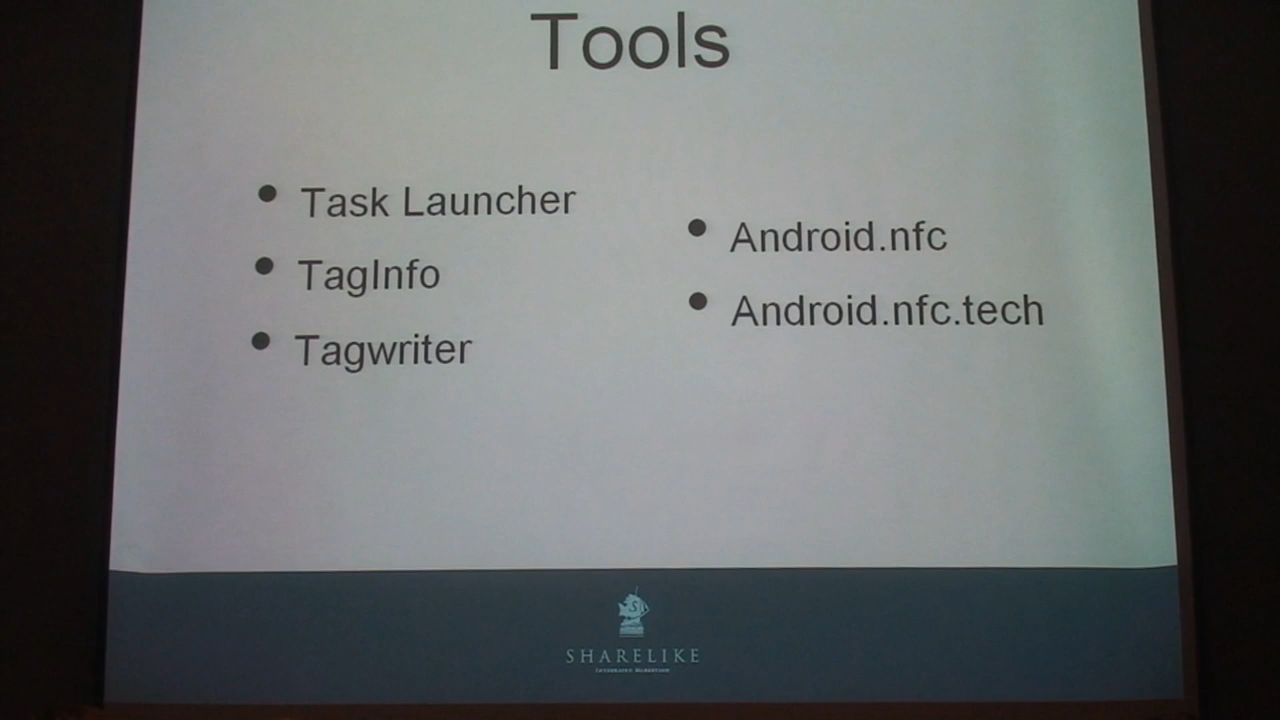 Tools
Task Launcher
TagInfo
Tagwriter
Android.nfc
Android.nfc.tech
SHARELIKE